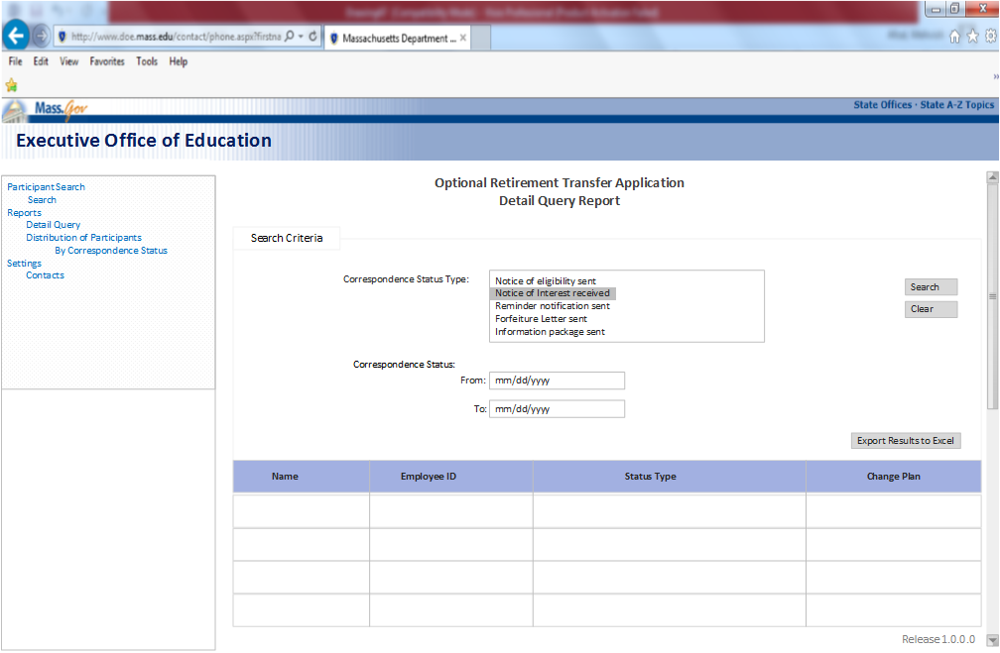 http://www.doe.mass.edu/contact/phone.aspx?firstna
Massachusetts Department ...
File Edit View Favorites Tools Help
Mass.Gov
State Offices · State A-Z Topics
Executive Office of Education
Participant Search
Search
Reports
Detail Query
Distribution of Participants
By Correspondence Status
Settings
Contacts
Optional Retirement Transfer Application
Detail Query Report
Search Criteria
Correspondence Status Type:
Notice of eligibility sent
Notice of Interest received
Reminder notification sent
Forfeiture Letter sent
Information package sent
Search
Clear
Correspondence Status:
From: mm/dd/yyyy
To: mm/dd/yyyy
Export Results to Excel
Name Employee ID Status Type Change Plan
Release 1.0.0.0